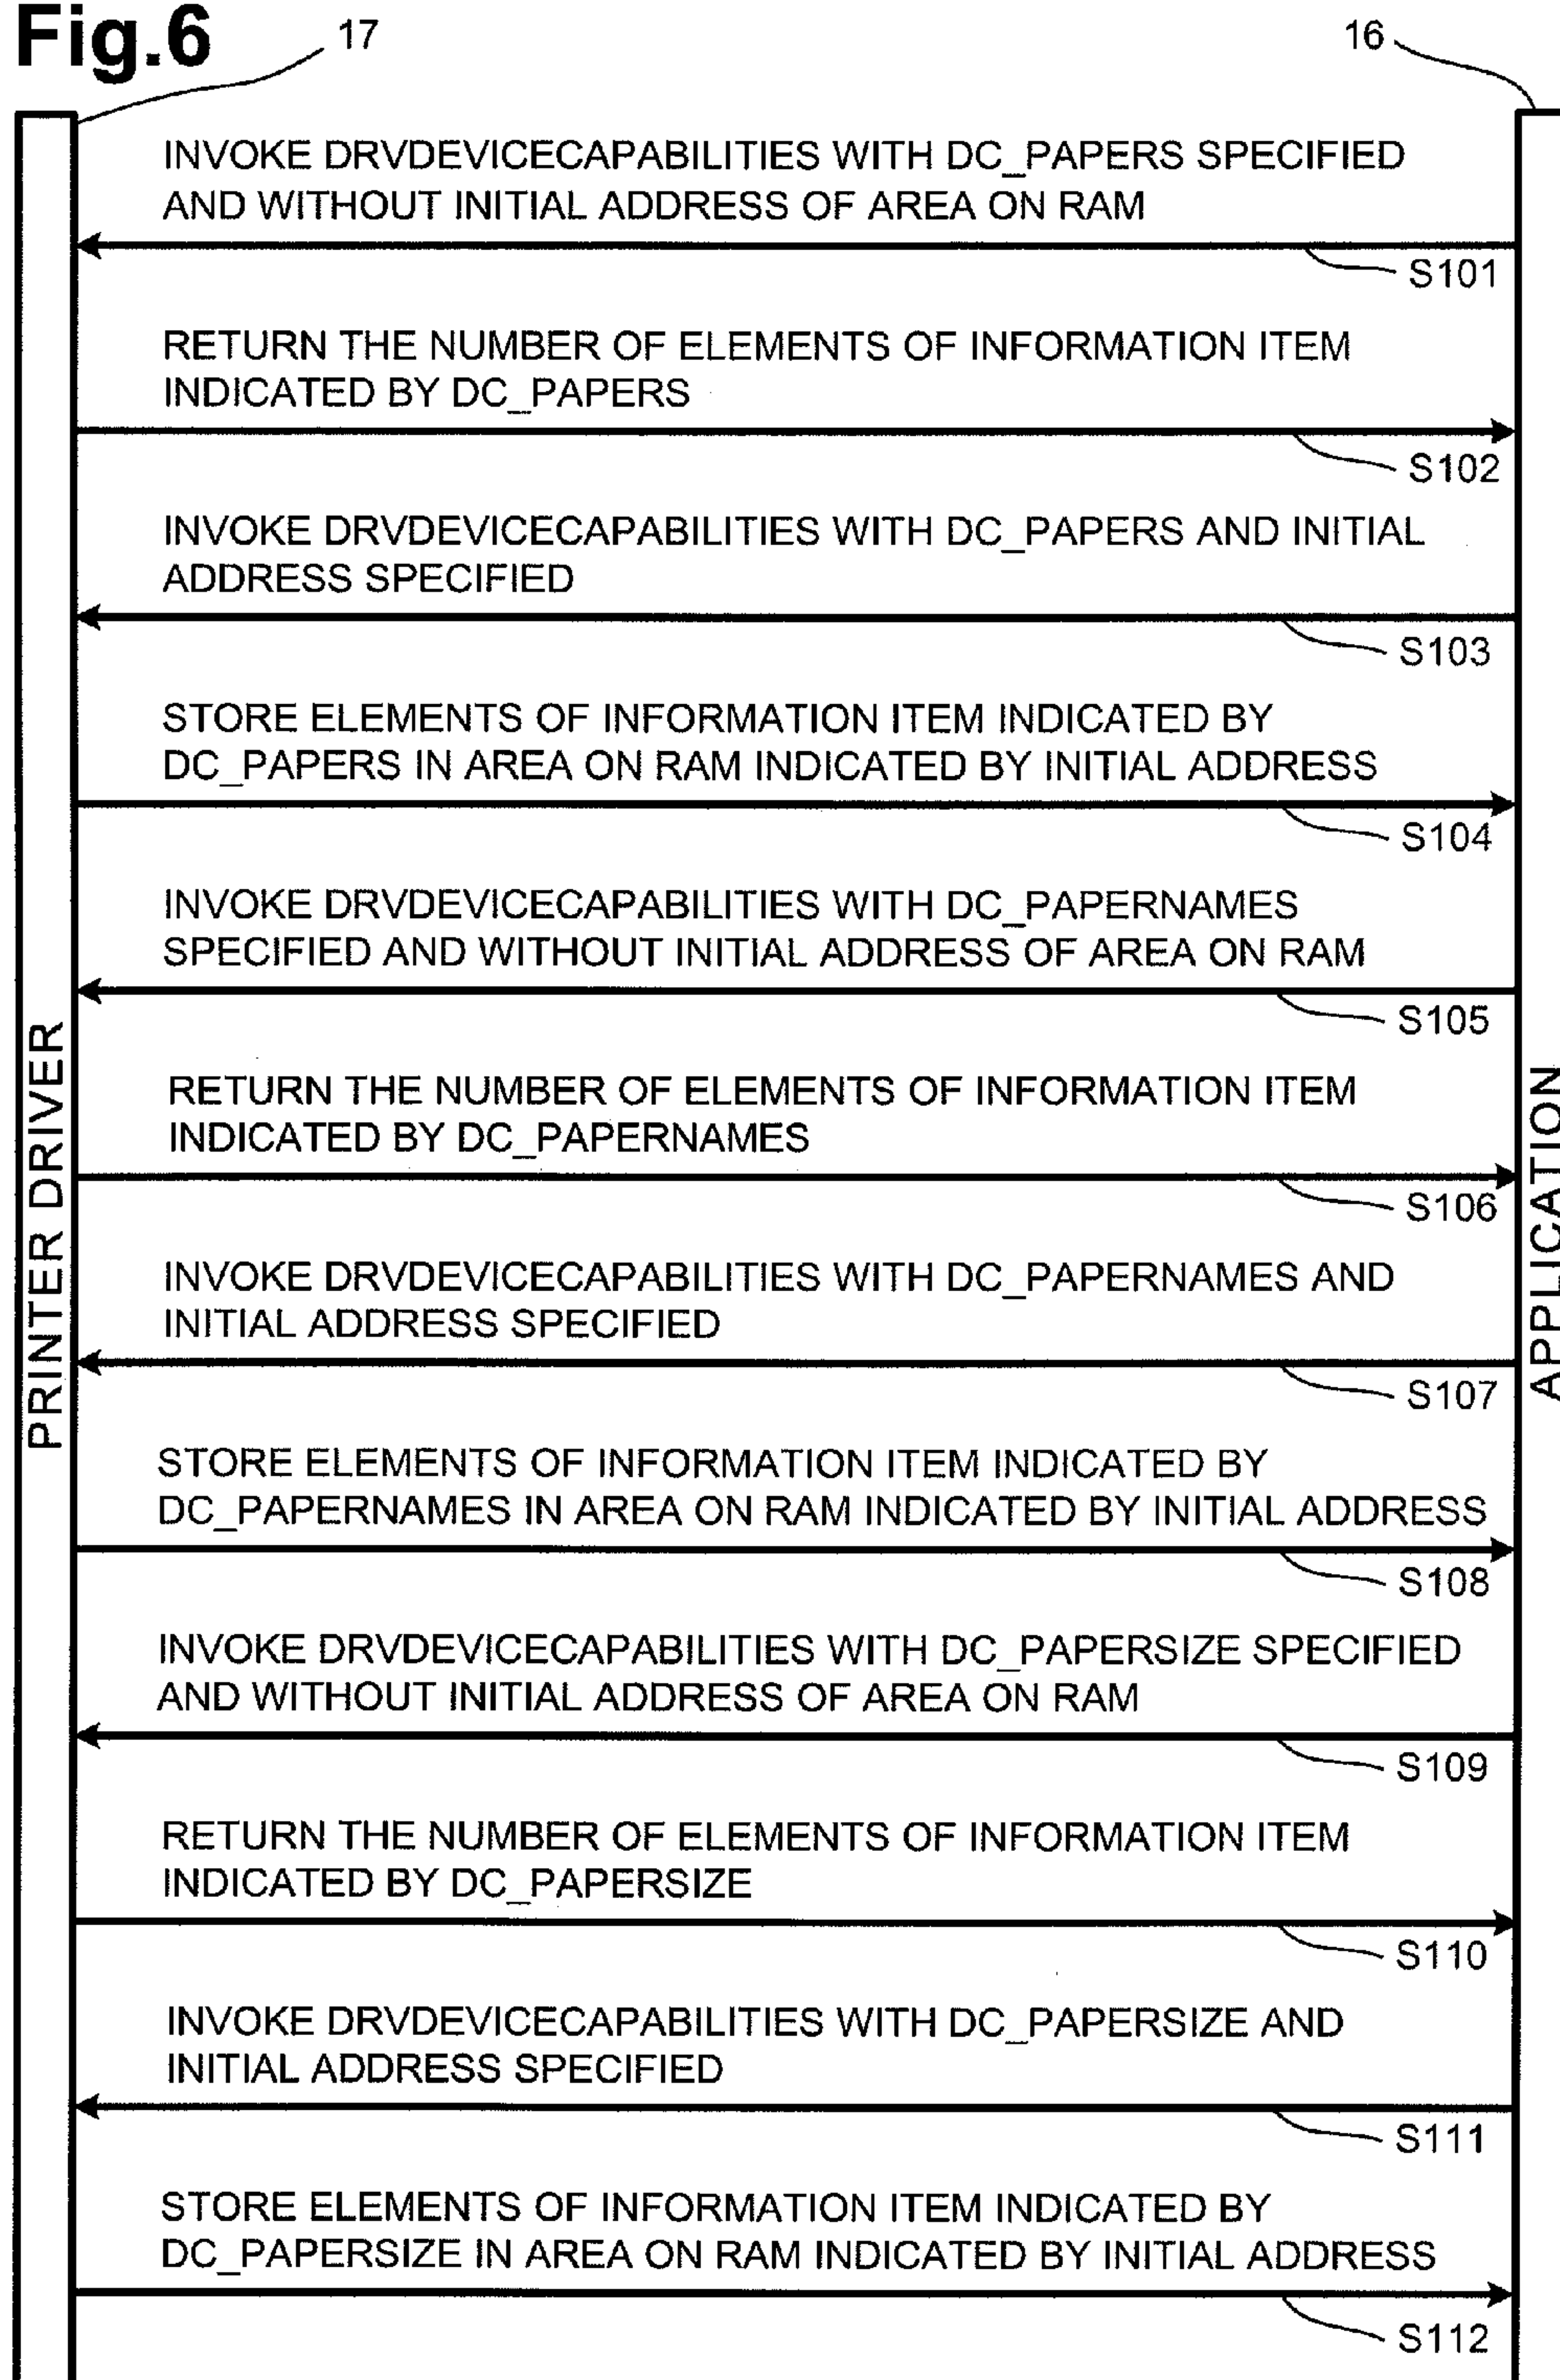 Fig.6
17
16
INVOKE DRVDEVICECAPABILITIES WITH DC_PAPERS SPECIFIED
AND WITHOUT INITIAL ADDRESS OF AREA ON RAM
S101
RETURN THE NUMBER OF ELEMENTS OF INFORMATION ITEM
INDICATED BY DC_PAPERS
S102
INVOKE DRVDEVICECAPABILITIES WITH DC_PAPERS AND INITIAL
ADDRESS SPECIFIED
S103
STORE ELEMENTS OF INFORMATION ITEM INDICATED BY
DC_PAPERS IN AREA ON RAM INDICATED BY INITIAL ADDRESS
S104
INVOKE DRVDEVICECAPABILITIES WITH DC_PAPERNAMES
SPECIFIED AND WITHOUT INITIAL ADDRESS OF AREA ON RAM
S105
PRINTER DRIVER
APPLICATION
RETURN THE NUMBER OF ELEMENTS OF INFORMATION ITEM
INDICATED BY DC_PAPERNAMES
S106
INVOKE DRVDEVICECAPABILITIES WITH DC_PAPERNAMES AND
INITIAL ADDRESS SPECIFIED
S107
STORE ELEMENTS OF INFORMATION ITEM INDICATED BY
DC_PAPERNAMES IN AREA ON RAM INDICATED BY INITIAL ADDRESS
S108
INVOKE DRVDEVICECAPABILITIES WITH DC_PAPERSIZE SPECIFIED
AND WITHOUT INITIAL ADDRESS OF AREA ON RAM
S109
RETURN THE NUMBER OF ELEMENTS OF INFORMATION ITEM
INDICATED BY DC_PAPERSIZE
S110
INVOKE DRVDEVICECAPABILITIES WITH DC_PAPERSIZE AND
INITIAL ADDRESS SPECIFIED
S111
STORE ELEMENTS OF INFORMATION ITEM INDICATED BY
DC_PAPERSIZE IN AREA ON RAM INDICATED BY INITIAL ADDRESS
S112